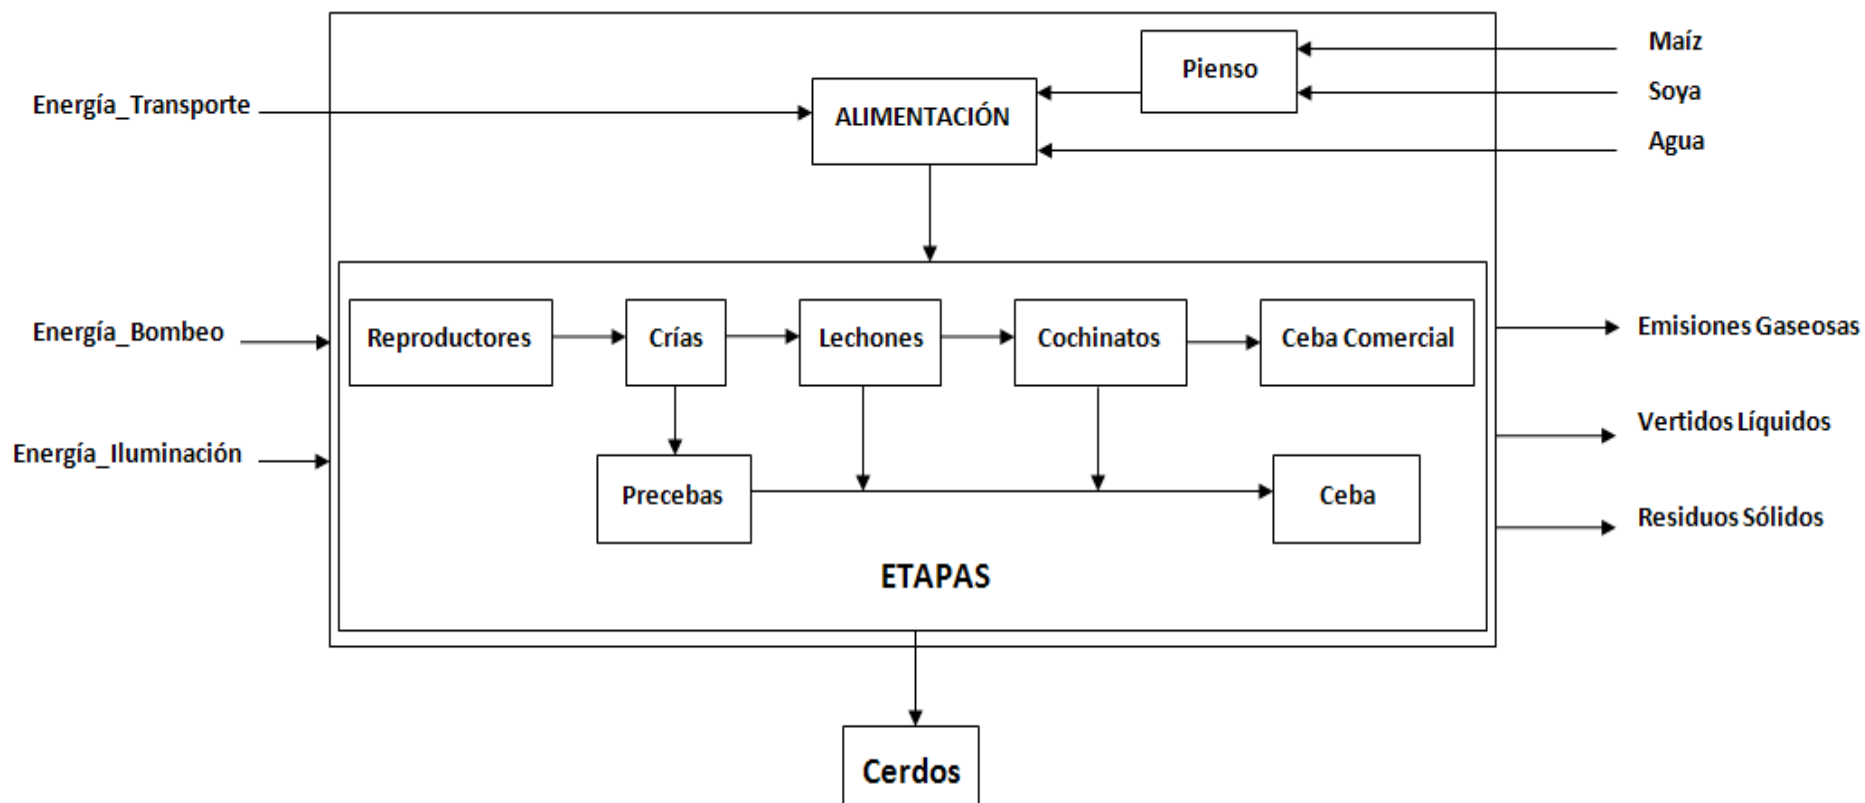 Maíz
Pienso
Soya
Energía_Transporte
ALIMENTACIÓN
Agua
Energía_Bombeo
Reproductores
Crías
Lechones
Cochinatos
Ceba Comercial
Emisiones Gaseosas
Vertidos Líquidos
Energía_Iluminación
Precebas
Ceba
Residuos Sólidos
ETAPAS
Cerdos